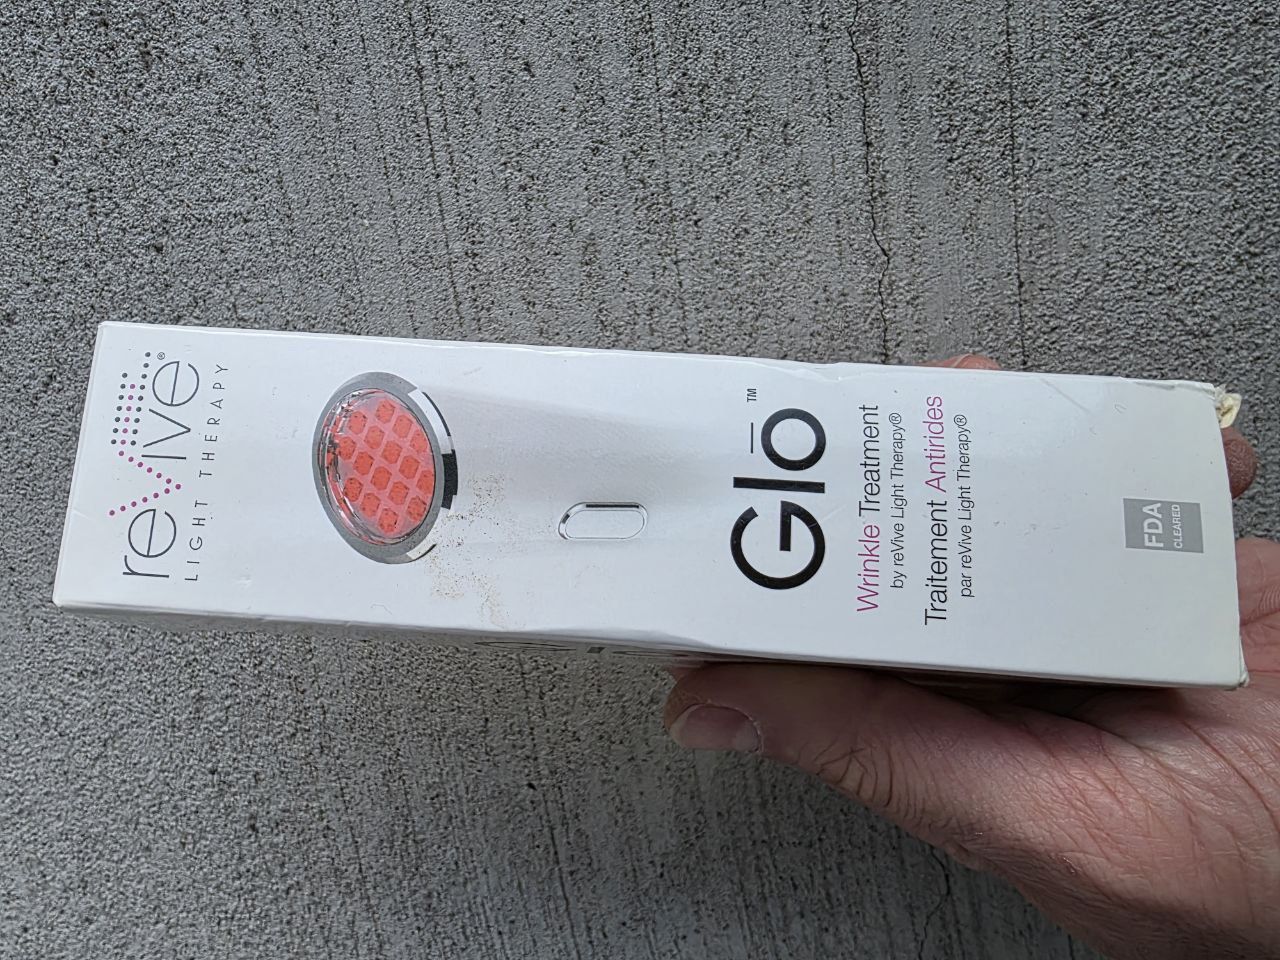 reVive®
LIGHT THERAPY
Glō™
Wrinkle Treatment
by reVive Light Therapy®
Traitement Antirides
par reVive Light Therapy®
FDA
CLEARED